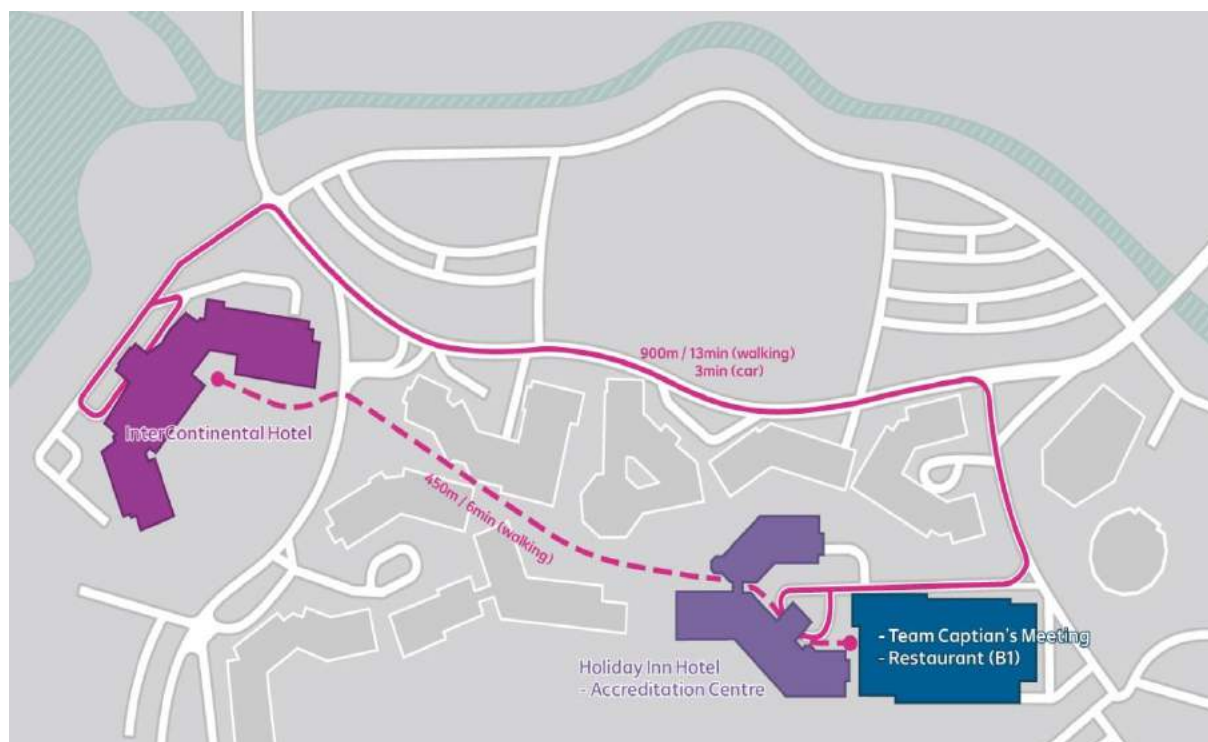 900m / 13min (walking)
3min (car)
InterContinental Hotel
450m / 6min (walking)
- Team Captian's Meeting
- Restaurant (B1)
Holiday Inn Hotel
- Accreditation Centre